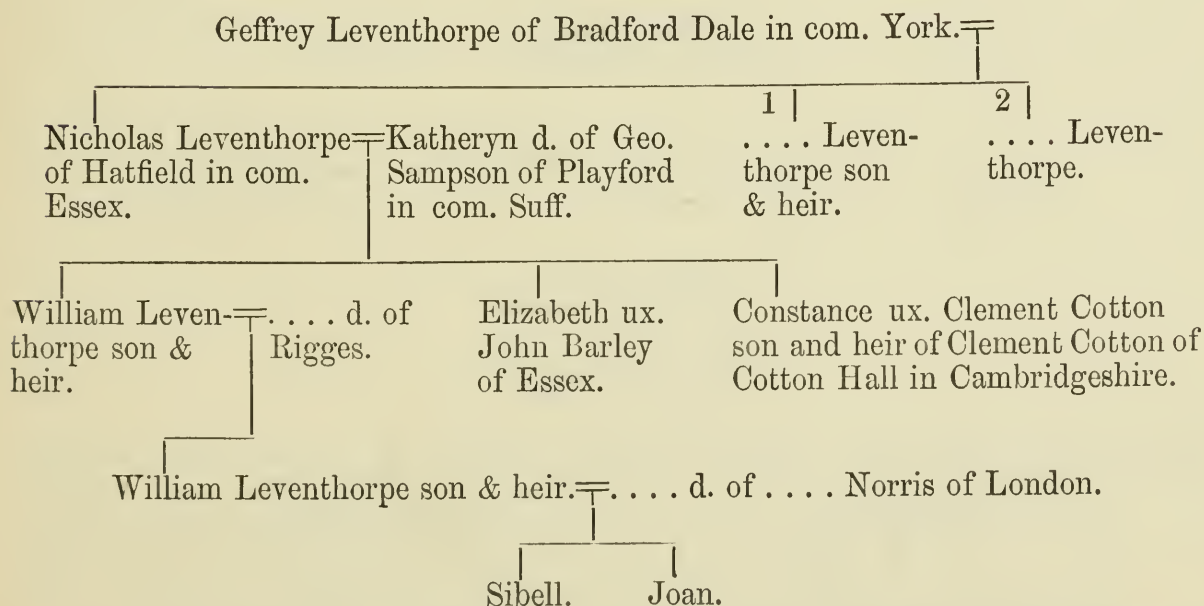 Geffrey Leventhorpe of Bradford Dale in com. York.
1 2
Nicholas Leventhorpe
of Hatfield in com.
Essex.
Katheryn d. of Geo.
Sampson of Playford
in com. Suff.
. . . . Leven-
thorpe son
& heir.
. . . . Leven-
thorpe.
William Leven-
thorpe son &
heir.
. . . . d. of
Rigges.
Elizabeth ux.
John Barley
of Essex.
Constance ux. Clement Cotton
son and heir of Clement Cotton of
Cotton Hall in Cambridgeshire.
William Leventhorpe son & heir. . . . . d. of . . . . Norris of London.
Sibell. Joan.